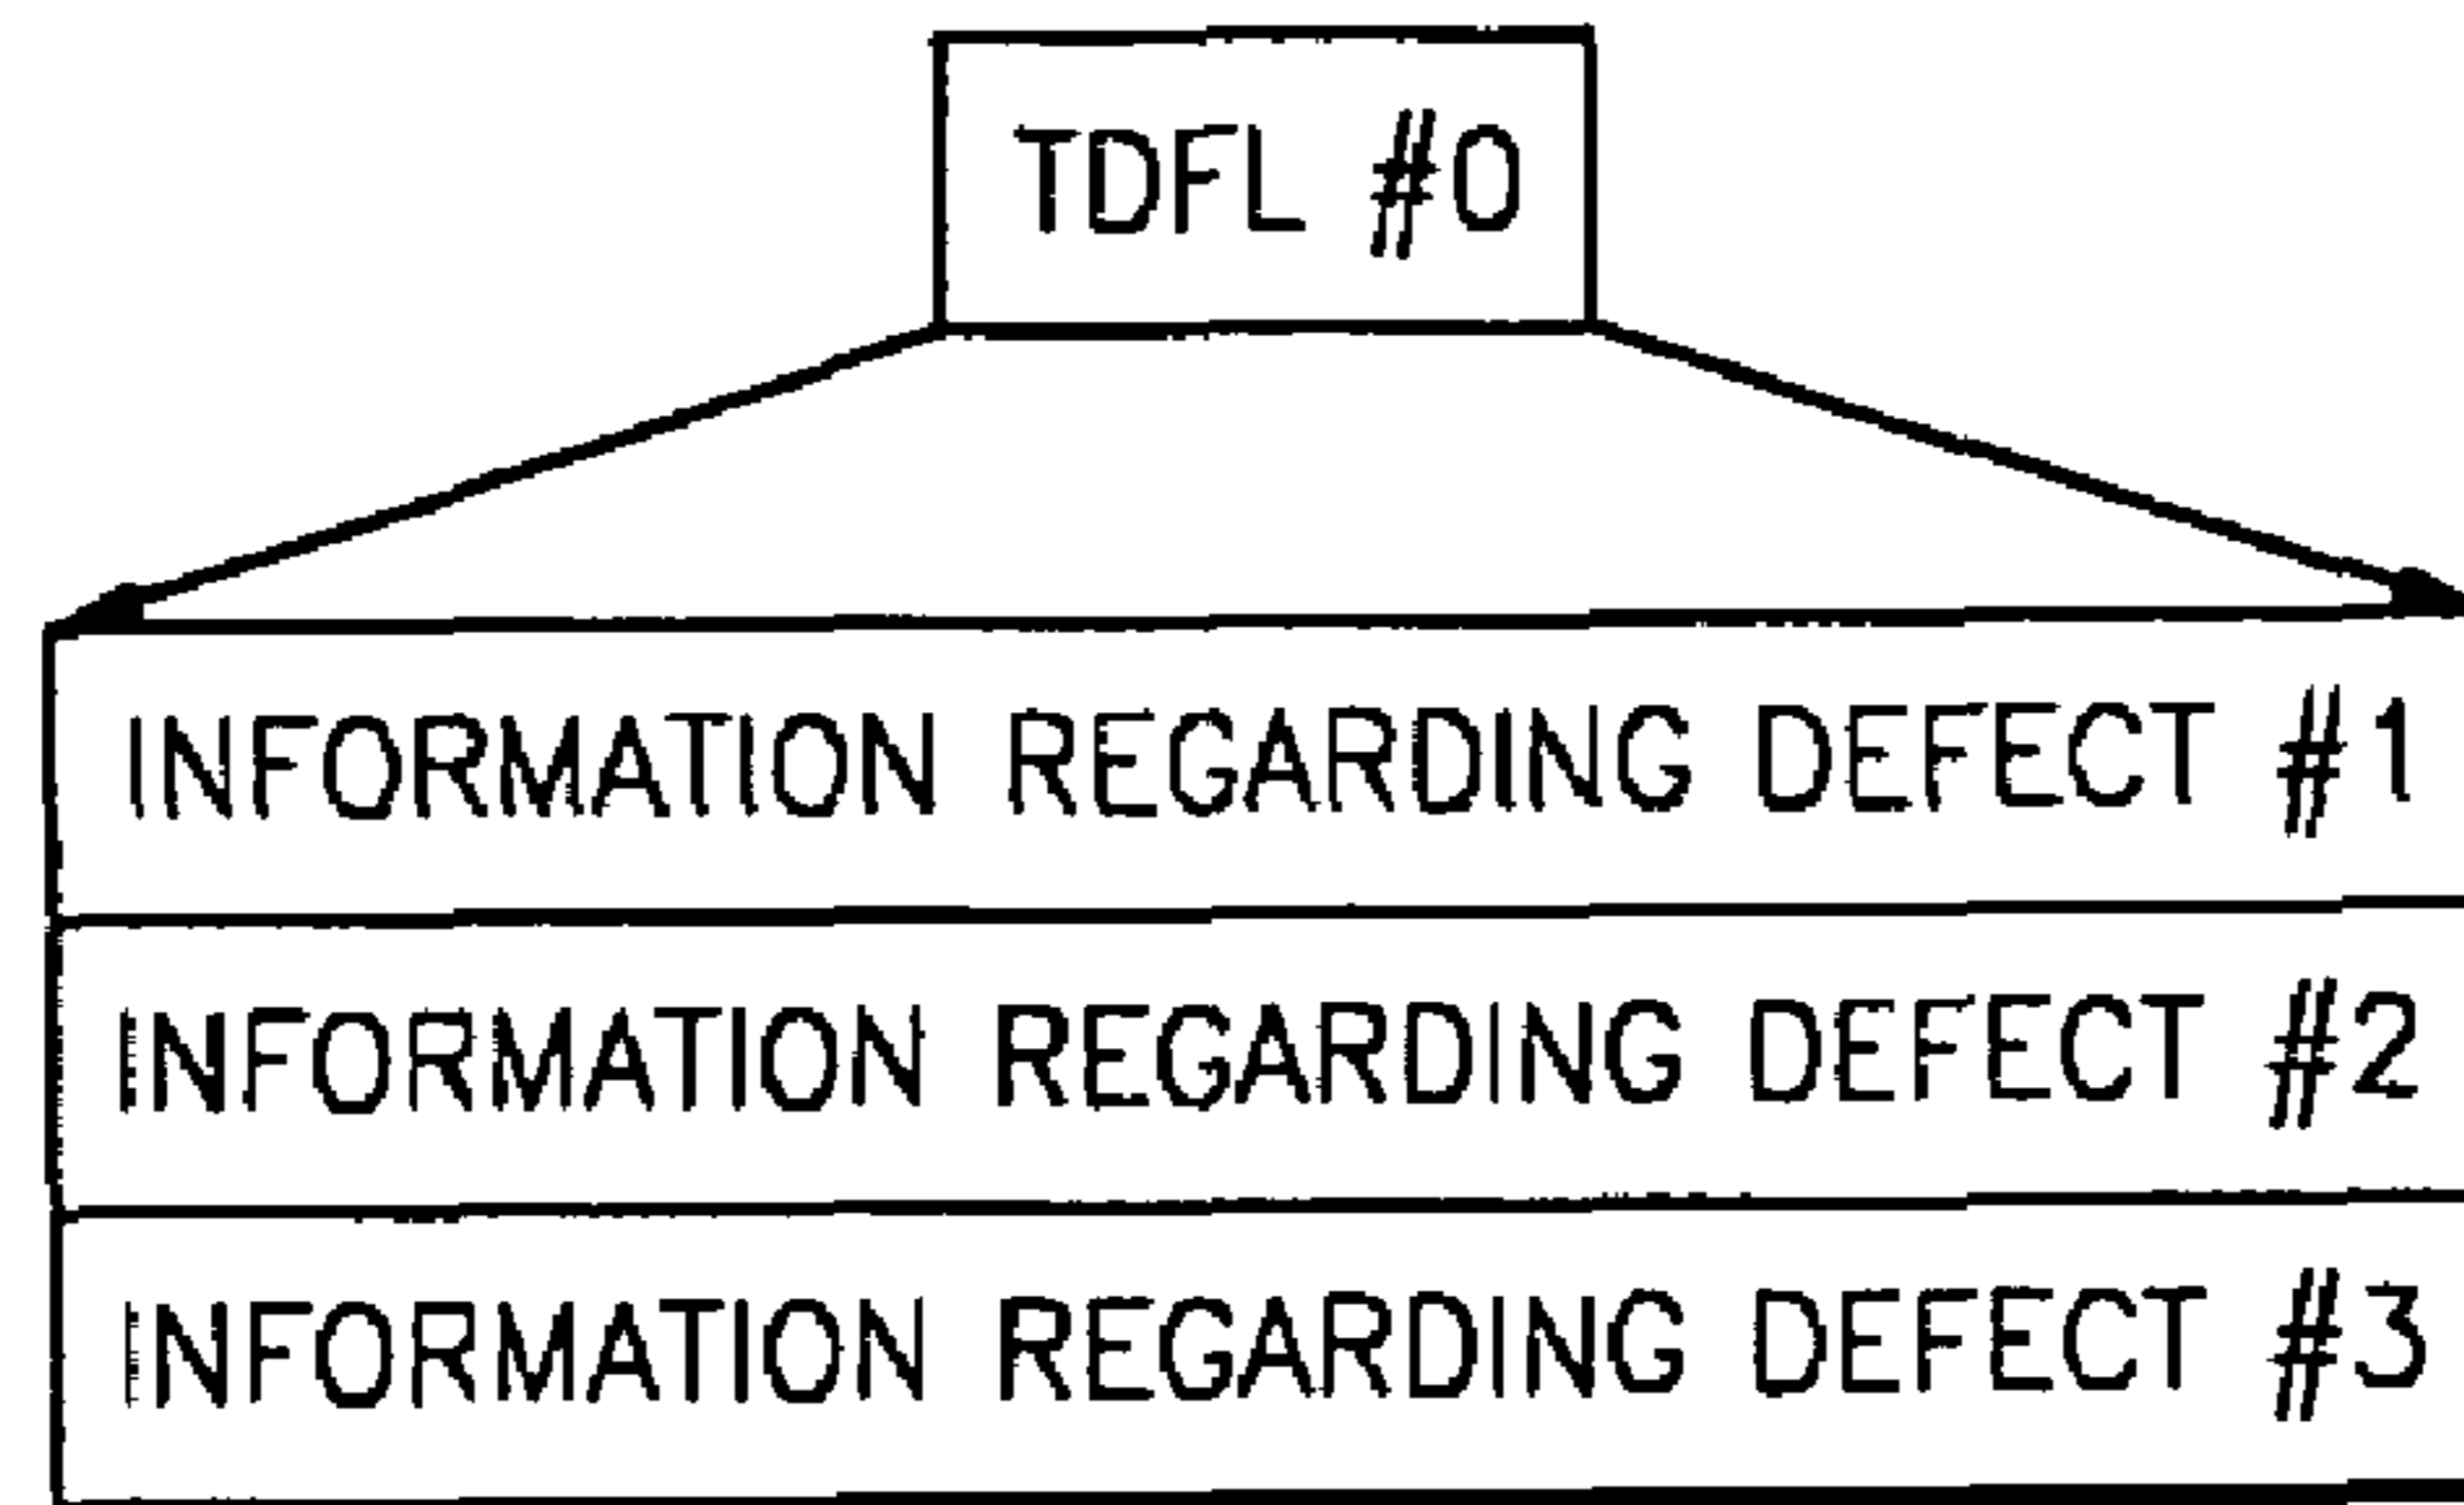 TDFL #0
INFORMATION REGARDING DEFECT #1
INFORMATION REGARDING DEFECT #2
INFORMATION REGARDING DEFECT #3